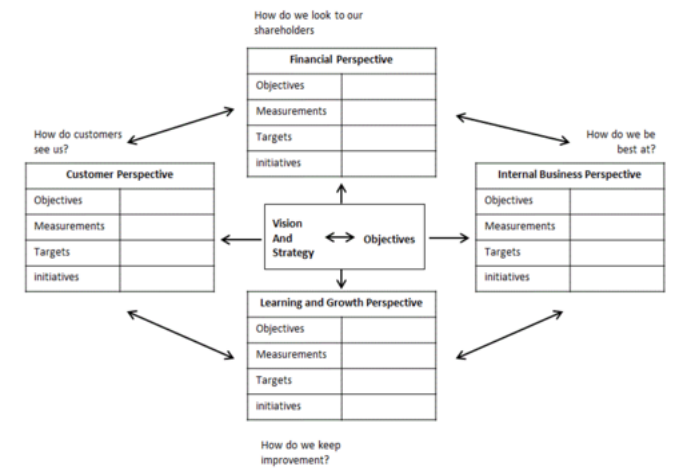 How do we look to our
shareholders
Financial Perspective
Objectives
Measurements
Targets
initiatives
How do customers
see us?
Customer Perspective
Objectives
Measurements
Targets
initiatives
Vision
And
Strategy
Objectives
How do we be
best at?
Internal Business Perspective
Objectives
Measurements
Targets
initiatives
Learning and Growth Perspective
Objectives
Measurements
Targets
initiatives
How do we keep
improvement?